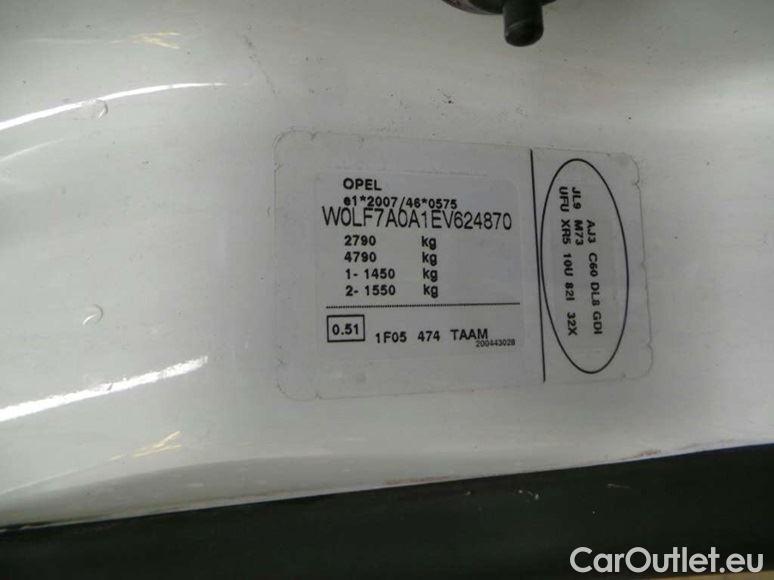 OPEL
e1*2007/46*0575
W0LF7A0A1EV624870
2790 kg
4790 kg
1- 1450 kg
2- 1550 kg
0.51 1F05 474 TAAM
200443028
AJ3 C60 DL8 GDI
JL9 M73
UFU XR5 10U 82I 32X
CarOutlet.eu